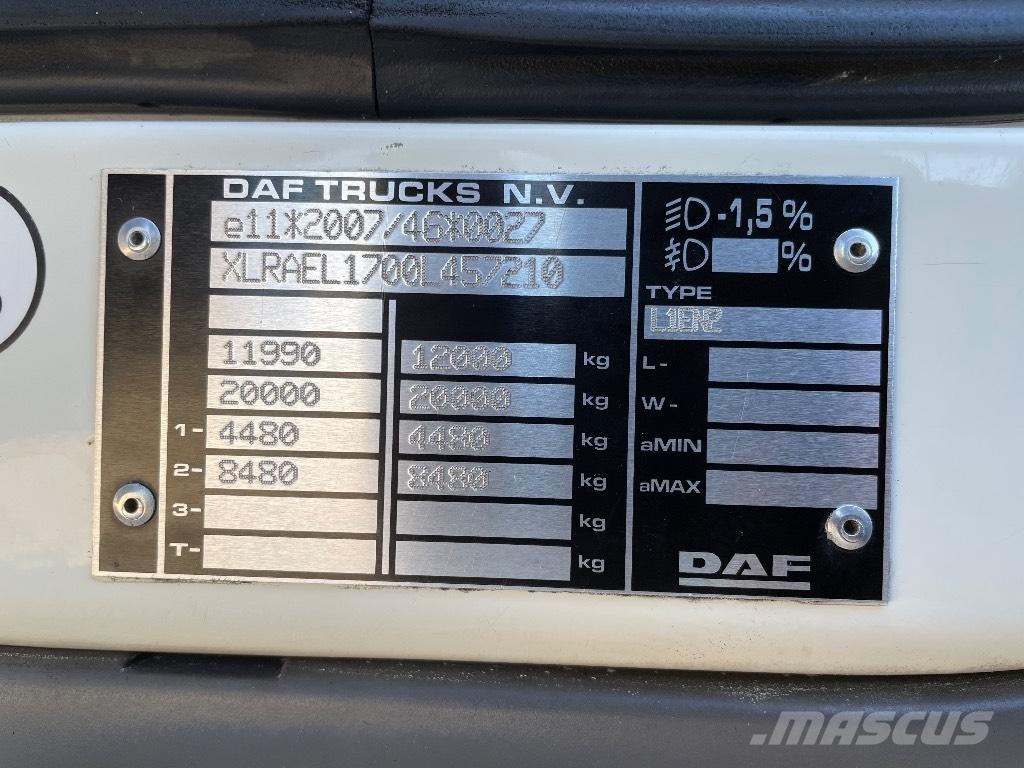 DAF TRUCKS N.V.
e11*2007/46*0027
XLRAEL1700L457210
11990 12000 kg
20000 20000 kg
1- 4480 4480 kg
2- 8480 8480 kg
3- kg
T- kg
-1,5%
%
TYPE
L1EN2
L-
W-
aMIN
aMAX
DAF
MASCUS